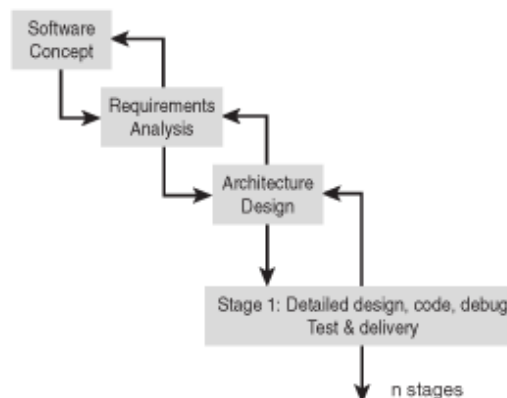 Software
Concept
Requirements
Analysis
Architecture
Design
Stage 1: Detailed design, code, debug
Test & delivery
n stages